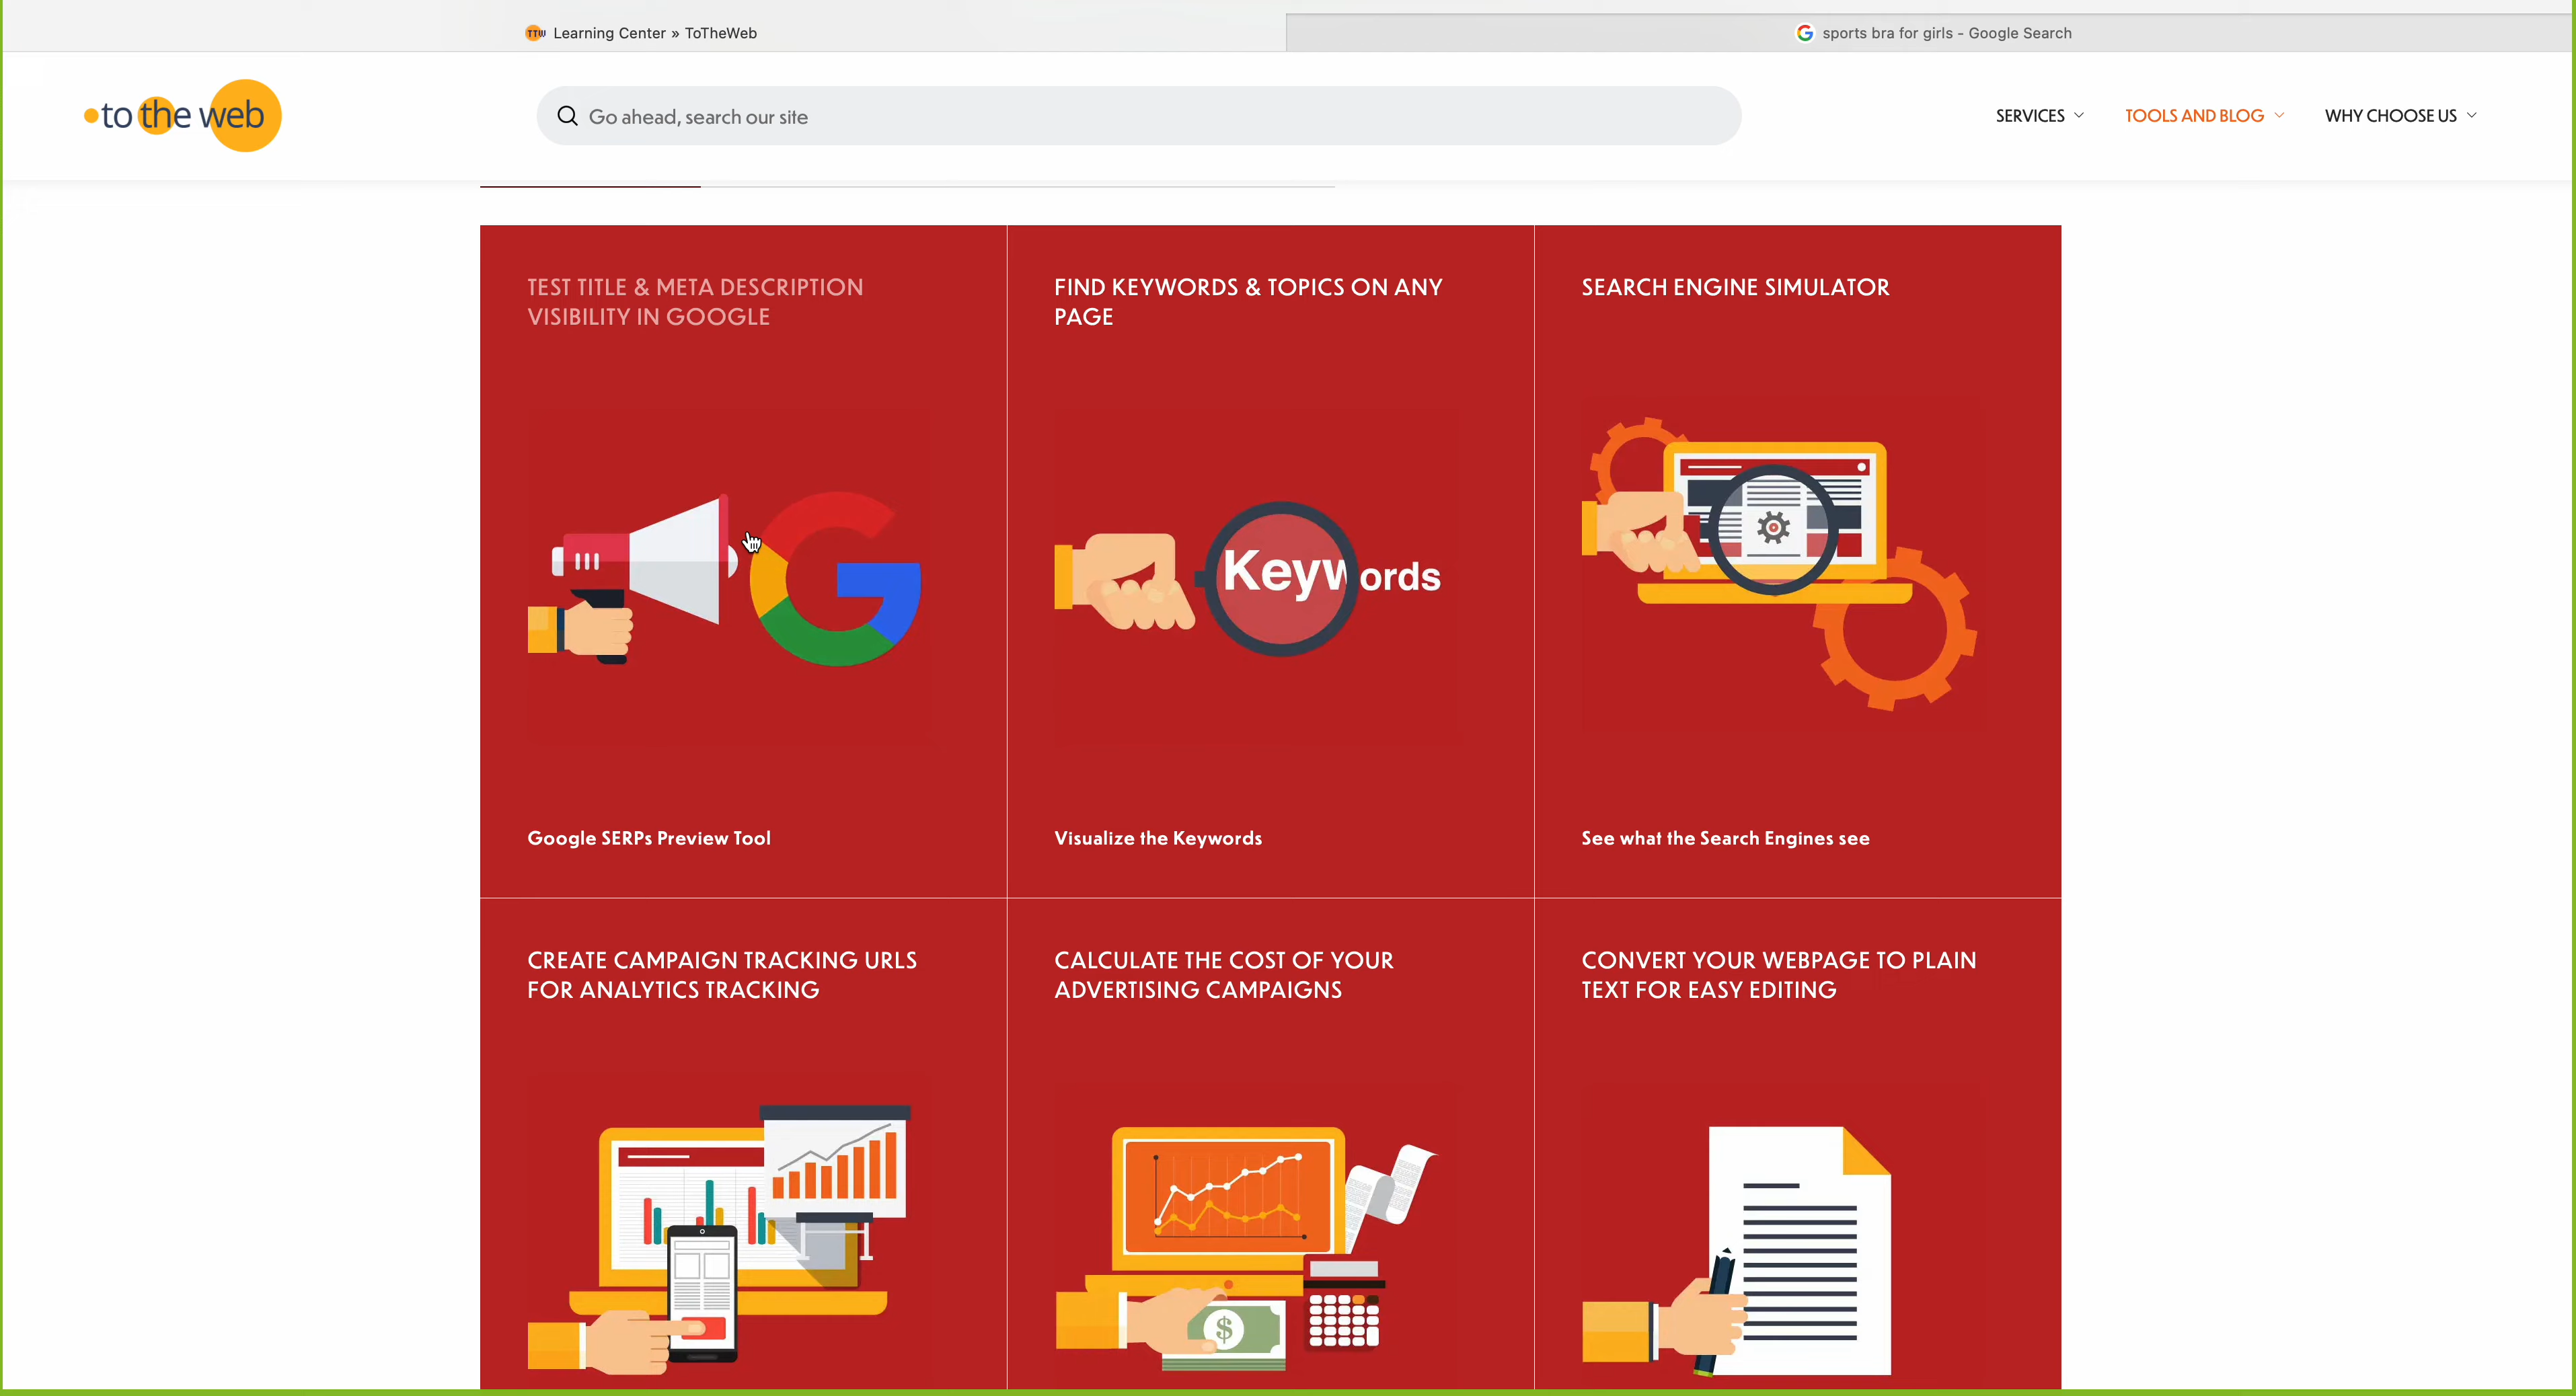 TTW Learning Center » ToTheWeb
sports bra for girls - Google Search
to the web
Go ahead, search our site
SERVICES
TOOLS AND BLOG
WHY CHOOSE US
TEST TITLE & META DESCRIPTION
VISIBILITY IN GOOGLE
FIND KEYWORDS & TOPICS ON ANY
PAGE
SEARCH ENGINE SIMULATOR
Keywords
Google SERPs Preview Tool
Visualize the Keywords
See what the Search Engines see
CREATE CAMPAIGN TRACKING URLS
FOR ANALYTICS TRACKING
CALCULATE THE COST OF YOUR
ADVERTISING CAMPAIGNS
CONVERT YOUR WEBPAGE TO PLAIN
TEXT FOR EASY EDITING
$